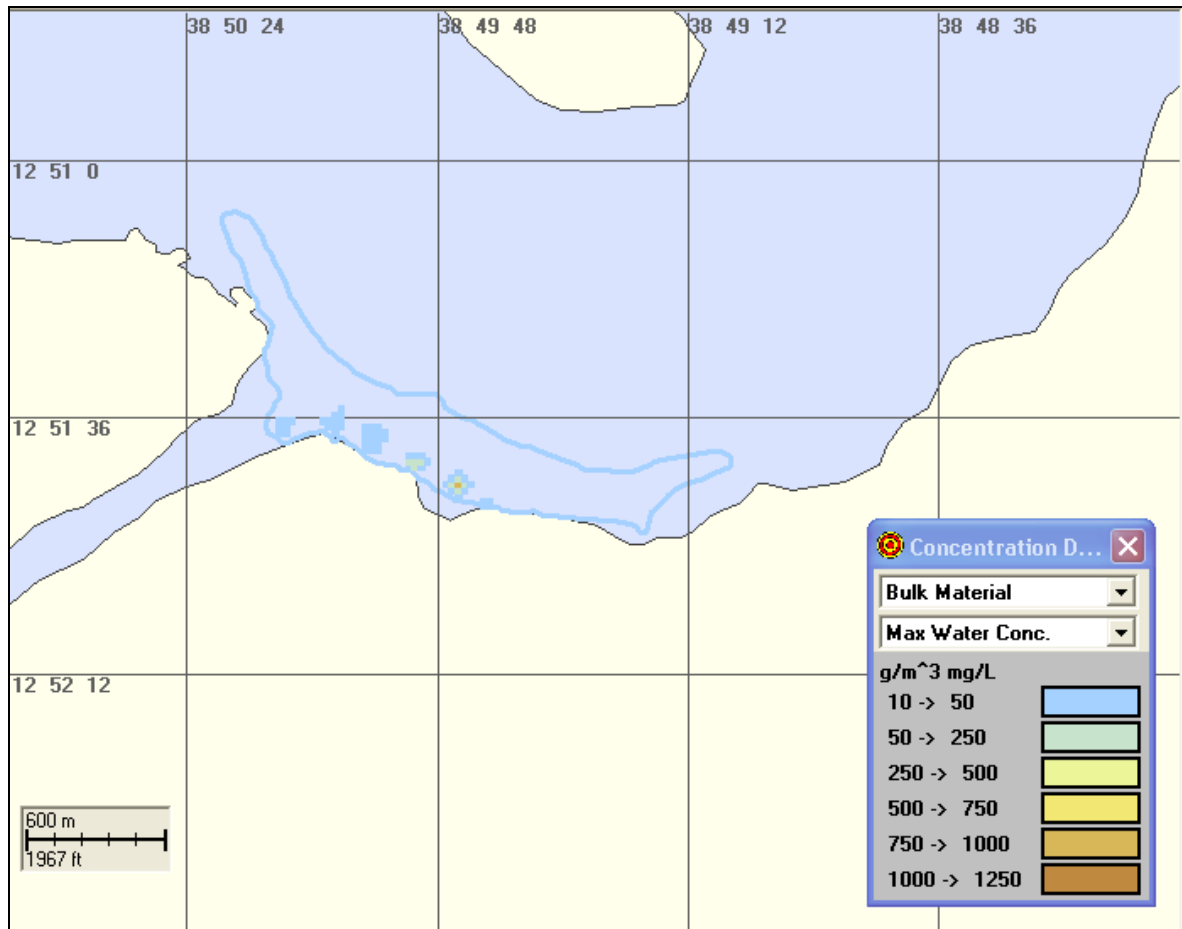 38 50 24
38 49 48
38 49 12
38 48 36
12 51 0
12 51 36
12 52 12
600 m
1967 ft
Concentration D...
Bulk Material
Max Water Conc.
g/m^3 mg/L
10 -> 50
50 -> 250
250 -> 500
500 -> 750
750 -> 1000
1000 -> 1250